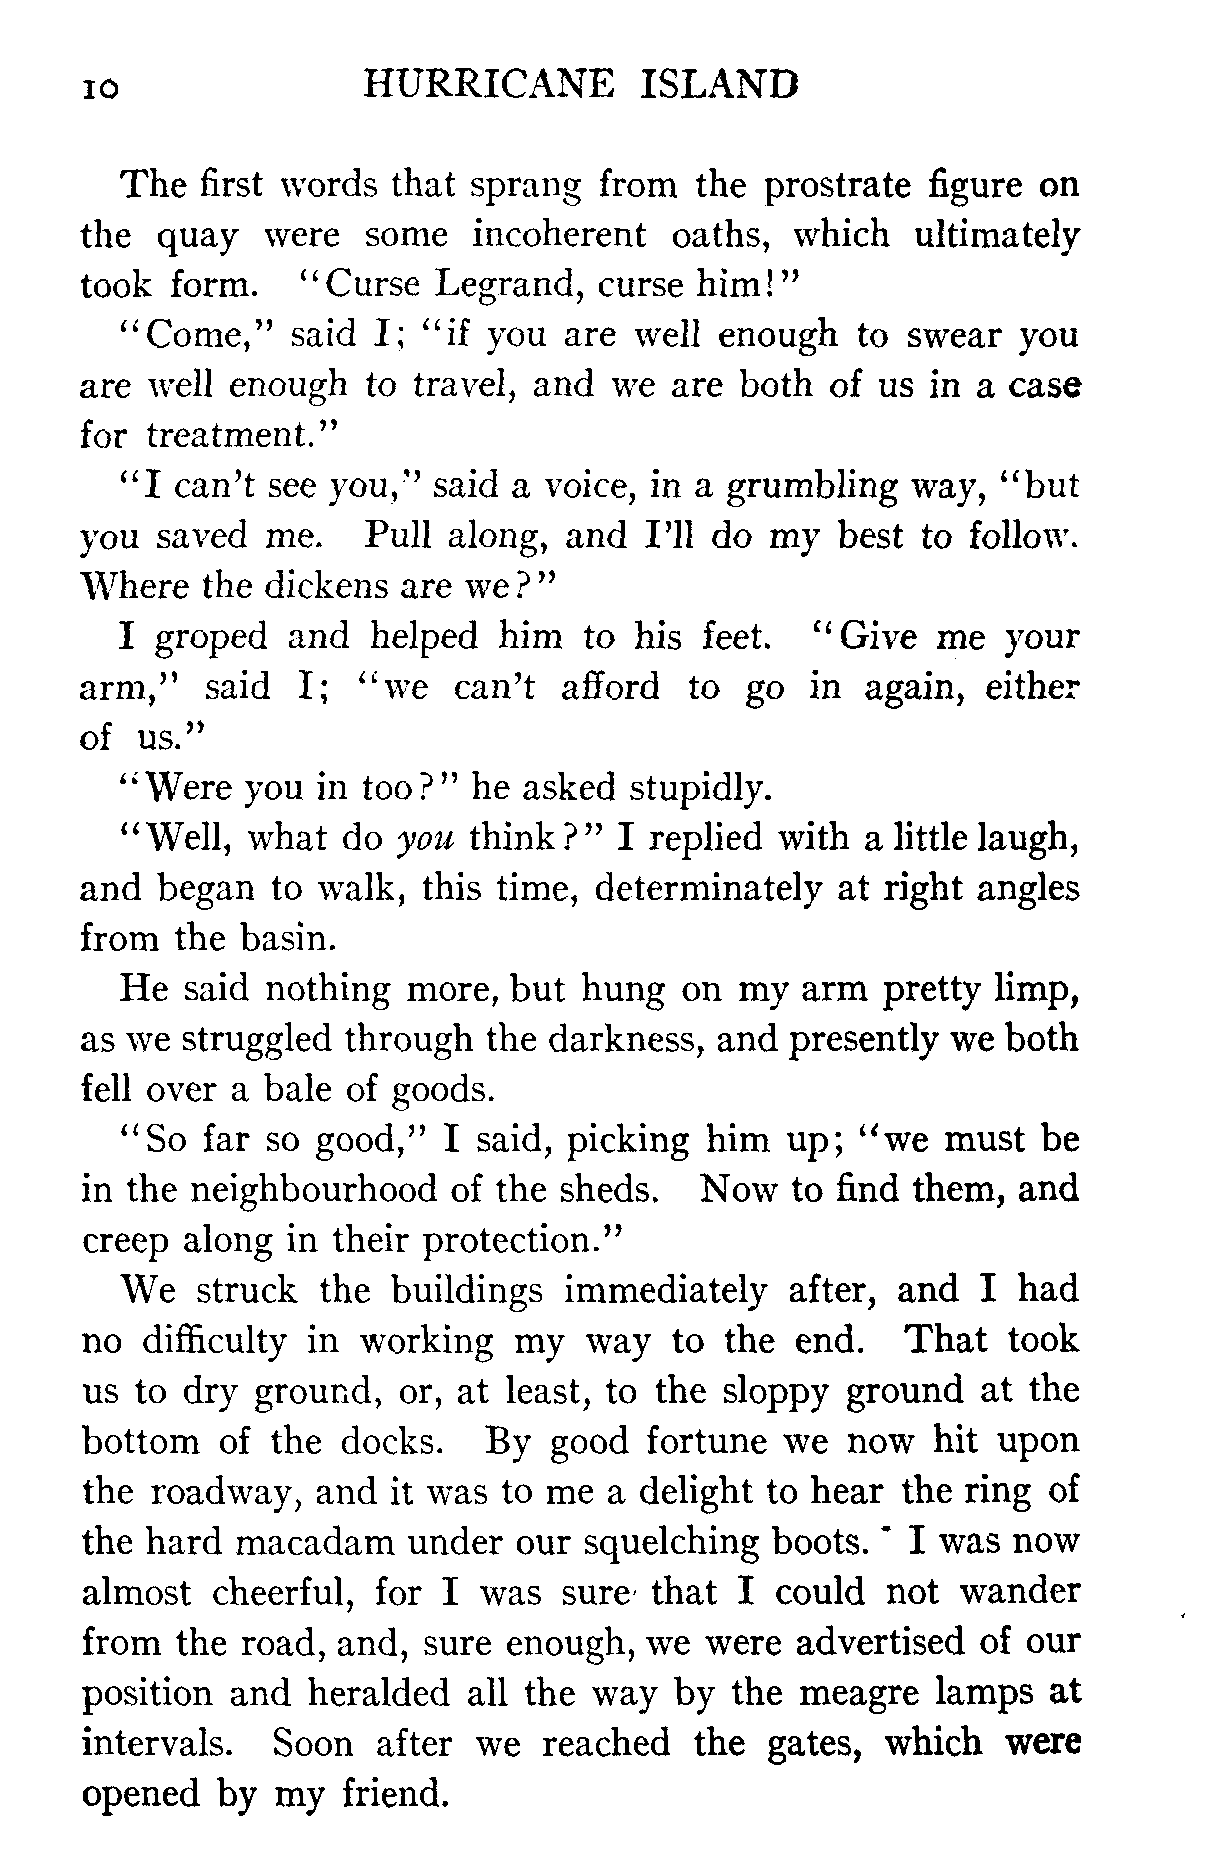 10 HURRICANE ISLAND
The first words that sprang from the prostrate figure on
the quay were some incoherent oaths, which ultimately
took form. "Curse Legrand, curse him!"
"Come," said I; "if you are well enough to swear you
are well enough to travel, and we are both of us in a case
for treatment."
"I can't see you," said a voice, in a grumbling way, "but
you saved me. Pull along, and I'll do my best to follow.
Where the dickens are we?"
I groped and helped him to his feet. "Give me your
arm," said I; "we can't afford to go in again, either
of us."
"Were you in too?" he asked stupidly.
"Well, what do you think?" I replied with a little laugh,
and began to walk, this time, determinately at right angles
from the basin.
He said nothing more, but hung on my arm pretty limp,
as we struggled through the darkness, and presently we both
fell over a bale of goods.
"So far so good," I said, picking him up; "we must be
in the neighbourhood of the sheds. Now to find them, and
creep along in their protection."
We struck the buildings immediately after, and I had
no difficulty in working my way to the end. That took
us to dry ground, or, at least, to the sloppy ground at the
bottom of the docks. By good fortune we now hit upon
the roadway, and it was to me a delight to hear the ring of
the hard macadam under our squelching boots. I was now
almost cheerful, for I was sure that I could not wander
from the road, and, sure enough, we were advertised of our
position and heralded all the way by the meagre lamps at
intervals. Soon after we reached the gates, which were
opened by my friend.